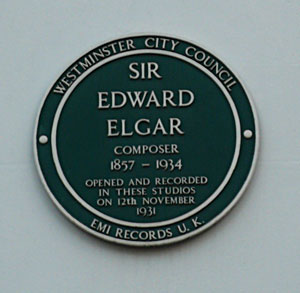 WESTMINSTER CITY COUNCIL
SIR
EDWARD
ELGAR
COMPOSER
1857 - 1934
OPENED AND RECORDED
IN THESE STUDIOS
ON 12th NOVEMBER
1931
EMI RECORDS U. K.